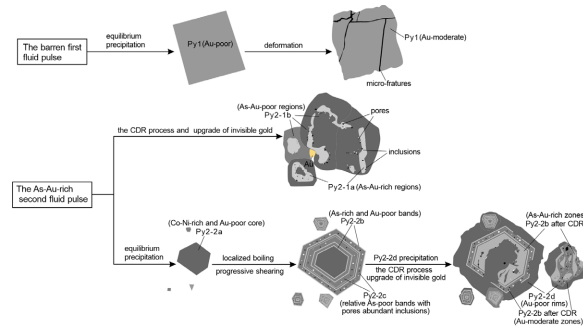 The barren first
fluid pulse
equilibrium
precipitation
Py1(Au-poor)
deformation
Py1(Au-moderate)
micro-fratures
The As-Au-rich
second fluid pulse
the CDR process and upgrade of invisible gold
(As-Au-poor regions)
Py2-1b
pores
inclusions
Au
Py2-1a (As-Au-rich regions)
equilibrium
precipitation
(Co-Ni-rich and Au-poor core)
Py2-2a
localized boiling
progressive shearing
(As-rich and Au-poor bands)
Py2-2b
Py2-2c
(relative As-poor bands with
pores abundant inclusions)
Py2-2d precipitation
the CDR process
upgrade of invisible gold
(As-Au-rich zones)
Py2-2b after CDR
Py2-2d
(Au-poor rims)
Py2-2b after CDR
(Au-moderate zones)